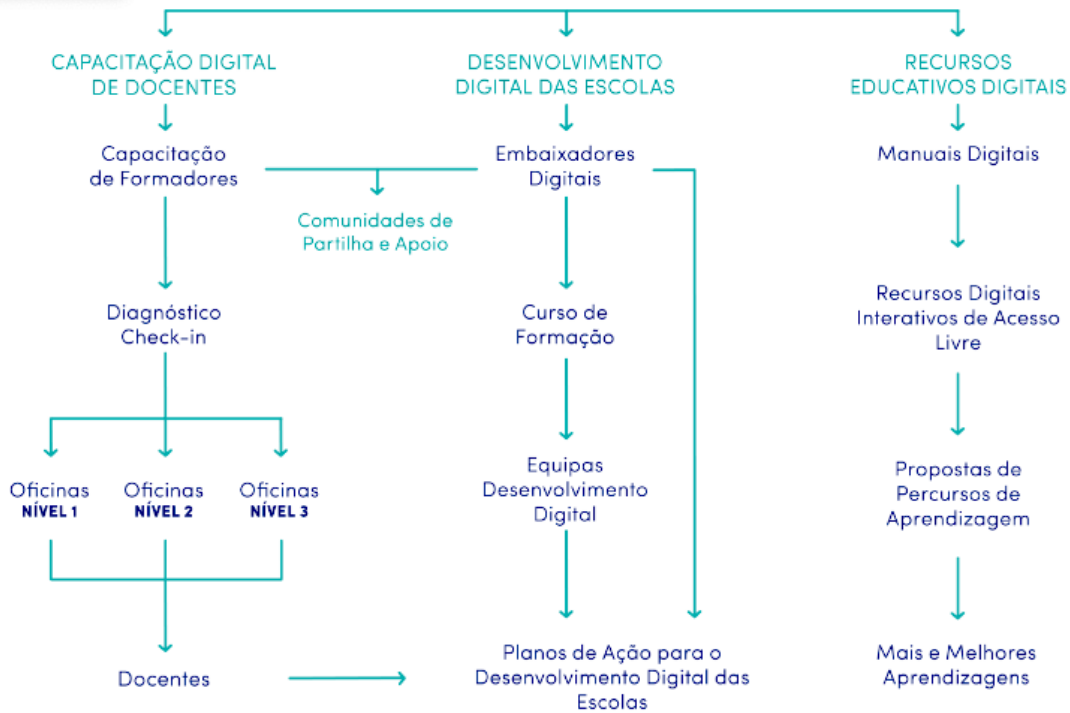 CAPACITAÇÃO DIGITAL
DE DOCENTES
DESENVOLVIMENTO
DIGITAL DAS ESCOLAS
RECURSOS
EDUCATIVOS DIGITAIS
Capacitação
de Formadores
Embaixadores
Digitais
Manuais Digitais
Comunidades de
Partilha e Apoio
Diagnóstico
Check-in
Curso de
Formação
Recursos Digitais
Interativos de Acesso
Livre
Oficinas
NÍVEL 1
Oficinas
NÍVEL 2
Oficinas
NÍVEL 3
Equipas
Desenvolvimento
Digital
Propostas de
Percursos de
Aprendizagem
Docentes
Planos de Ação para o
Desenvolvimento Digital das
Escolas
Mais e Melhores
Aprendizagens